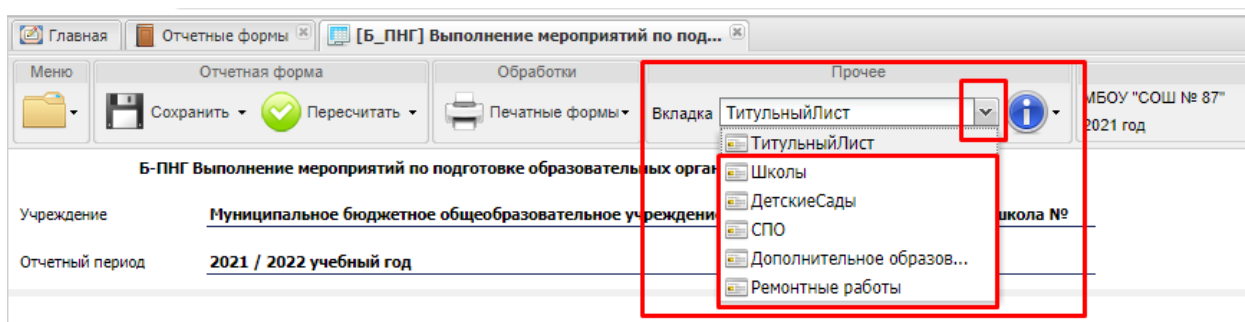 Главная Отчетные формы [Б_ПНГ] Выполнение мероприятий по под...
Меню Отчетная форма Обработки Прочее
Сохранить Пересчитать Печатные формы Вкладка ТитульныйЛист МБОУ "СОШ № 87"
2021 год
ТитульныйЛист
Б-ПНГ Выполнение мероприятий по подготовке образовательных орган
Школы
ДетскиеСады
Учреждение Муниципальное бюджетное общеобразовательное учреждени школа №
СПО
Отчетный период 2021 / 2022 учебный год
Дополнительное образов...
Ремонтные работы